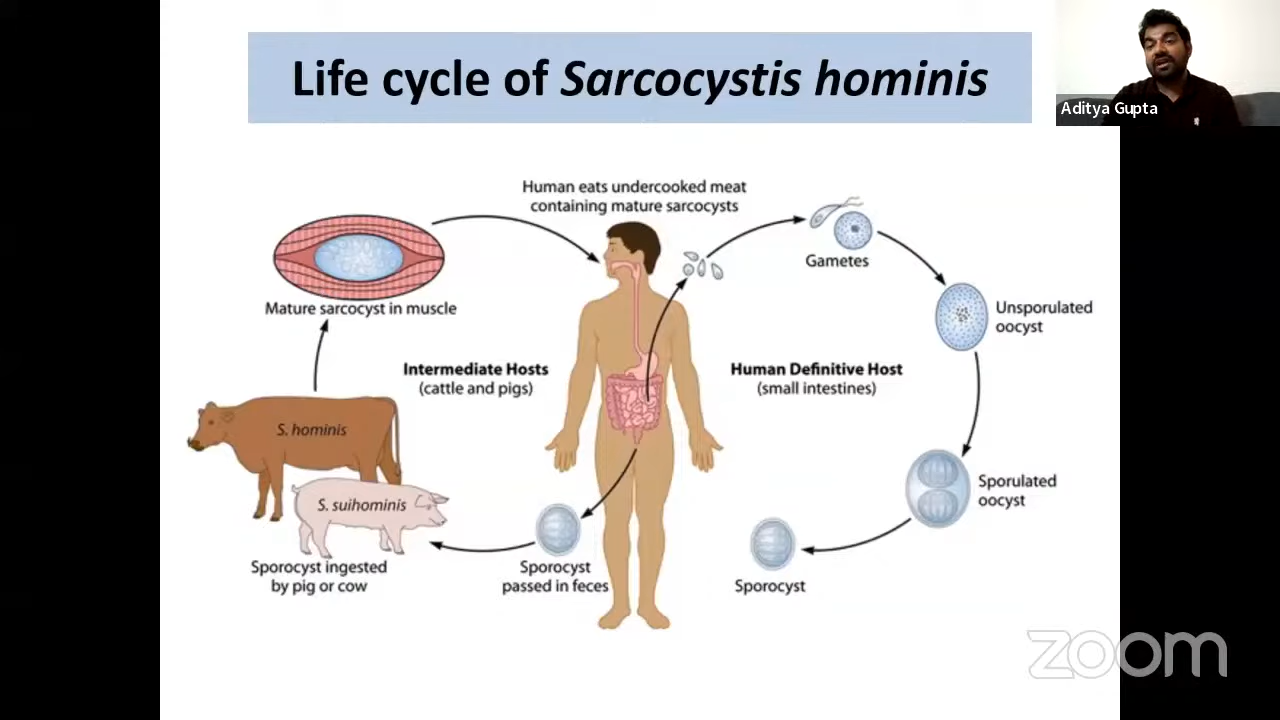 Life cycle of Sarcocystis hominis
Aditya Gupta
Human eats undercooked meat
containing mature sarcocysts
Gametes
Mature sarcocyst in muscle
Unsporulated
oocyst
Intermediate Hosts
(cattle and pigs)
Human Definitive Host
(small intestines)
S. hominis
S. suihominis
Sporulated
oocyst
Sporocyst ingested
by pig or cow
Sporocyst
passed in feces
Sporocyst
zoom